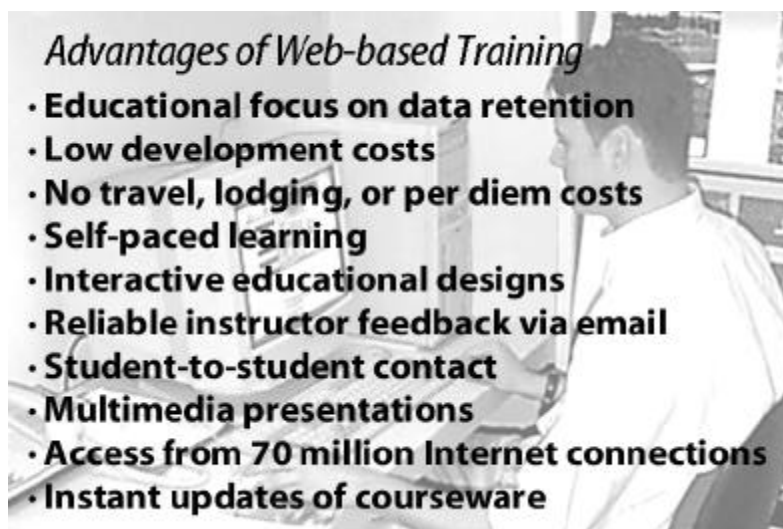 Advantages of Web-based Training
· Educational focus on data retention
· Low development costs
· No travel, lodging, or per diem costs
· Self-paced learning
· Interactive educational designs
· Reliable instructor feedback via email
· Student-to-student contact
· Multimedia presentations
· Access from 70 million Internet connections
· Instant updates of courseware